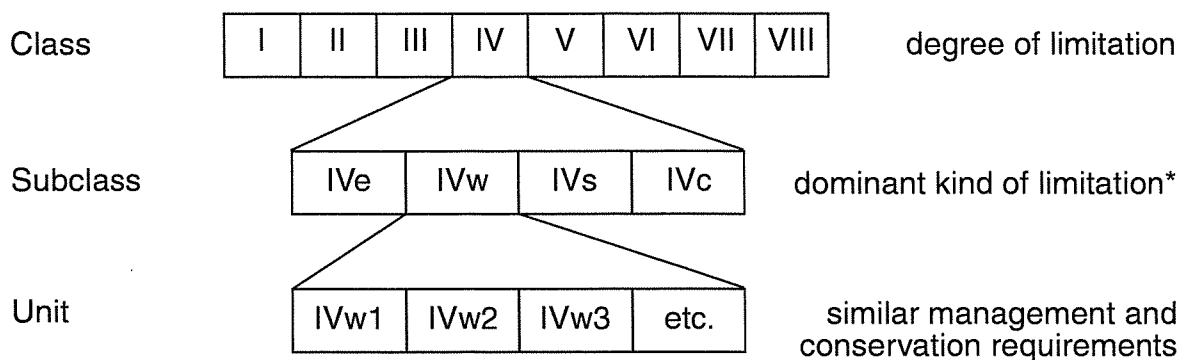 Class I II III IV V VI VII VIII degree of limitation
Subclass IVe IVw IVs IVc dominant kind of limitation*
Unit IVw1 IVw2 IVw3 etc. similar management and
conservation requirements